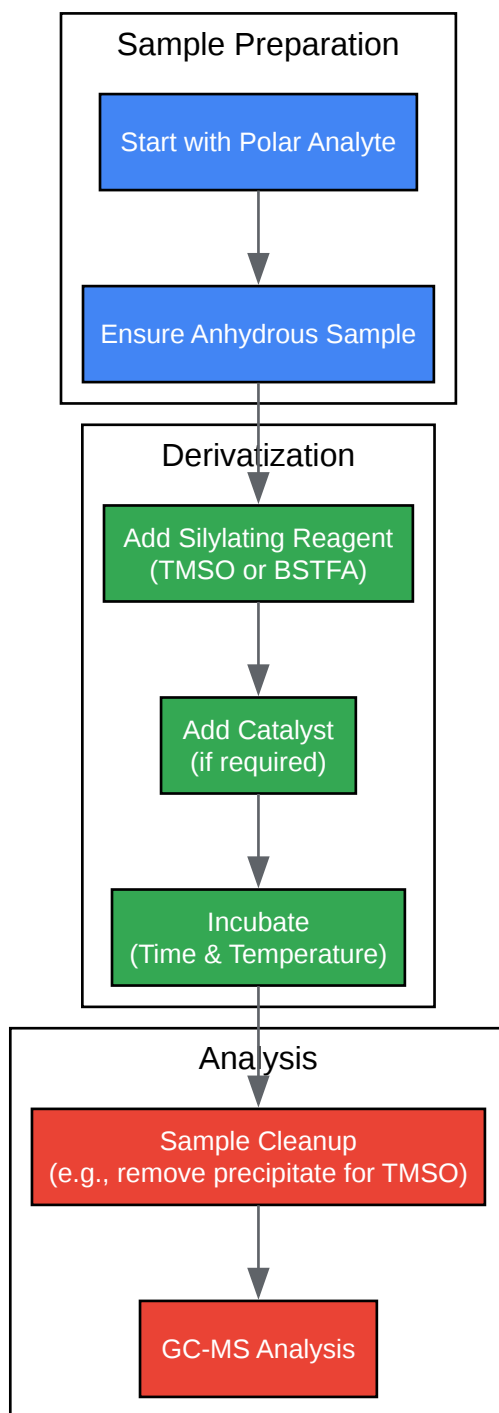 Sample Preparation
Start with Polar Analyte
Ensure Anhydrous Sample
Derivatization
Add Silylating Reagent
(TMSO or BSTFA)
Add Catalyst
(if required)
Incubate
(Time & Temperature)
Analysis
Sample Cleanup
(e.g., remove precipitate for TMSO)
GC-MS Analysis